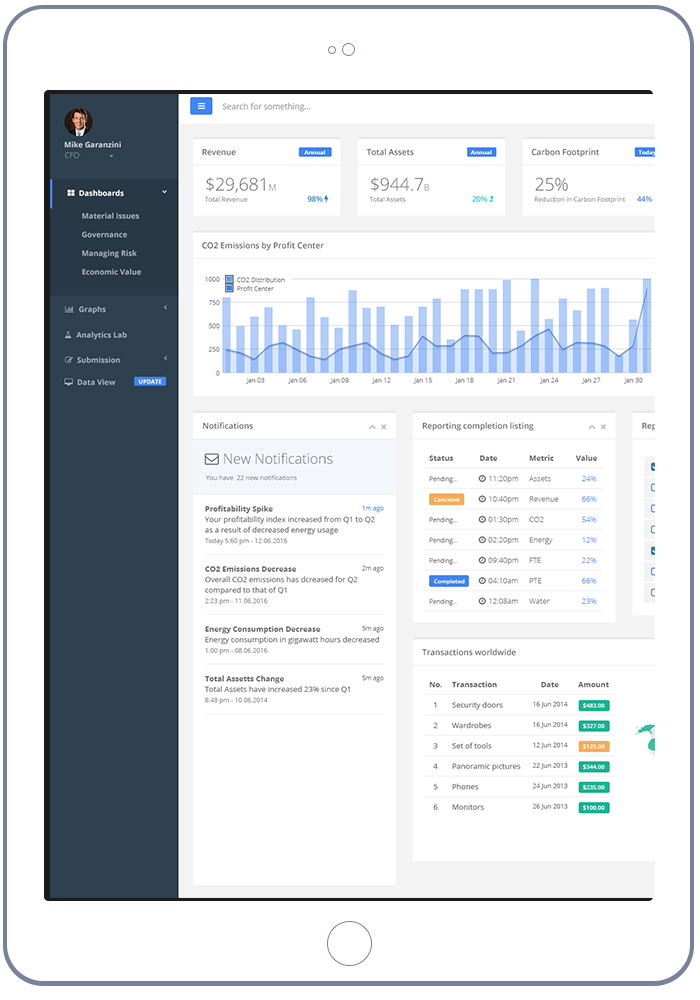 Mike Garanzini
CFO
Dashboards
Material Issues
Governance
Managing Risk
Economic Value
Graphs
Analytics Lab
Submission
Data View UPDATE
Search for something...
Revenue Annual
$29,681M
Total Revenue 98%
Total Assets Annual
$944.7B
Total Assets 20%
Carbon Footprint Today
25%
Reduction in Carbon Footprint 44%
CO2 Emissions by Profit Center
CO2 Distribution
Profit Center
1000
750
500
250
0
Jan 03 Jan 06 Jan 09 Jan 12 Jan 15 Jan 18 Jan 21 Jan 24 Jan 27 Jan 30
Notifications
New Notifications
You have 22 new notifications
Profitability Spike 1m ago
Your profitability index increased from Q1 to Q2
as a result of decreased energy usage
Today 5:60 pm - 12.06.2016
CO2 Emissions Decrease 2m ago
Overall CO2 emissions has dcreased for Q2
compared to that of Q1
2:23 pm - 11.06.2016
Energy Consumption Decrease 5m ago
Energy consumption in gigawatt hours decreased
1:00 pm - 08.06.2016
Total Assetts Change 5m ago
Total Assets have increased 23% since Q1
8:48 pm - 10.06.2014
Reporting completion listing
Status Date Metric Value
Pending... 11:20pm Assets 24%
Canceled 10:40pm Revenue 66%
Pending... 01:30pm CO2 54%
Pending... 02:20pm Energy 12%
Pending... 09:40pm FTE 22%
Completed 04:10am PTE 66%
Pending... 12:08am Water 23%
Rep
Transactions worldwide
No. Transaction Date Amount
1 Security doors 16 Jun 2014 $483.00
2 Wardrobes 16 Jun 2014 $327.00
3 Set of tools 12 Jun 2014 $125.00
4 Panoramic pictures 22 Jun 2013 $344.00
5 Phones 24 Jun 2013 $235.00
6 Monitors 26 Jun 2013 $100.00